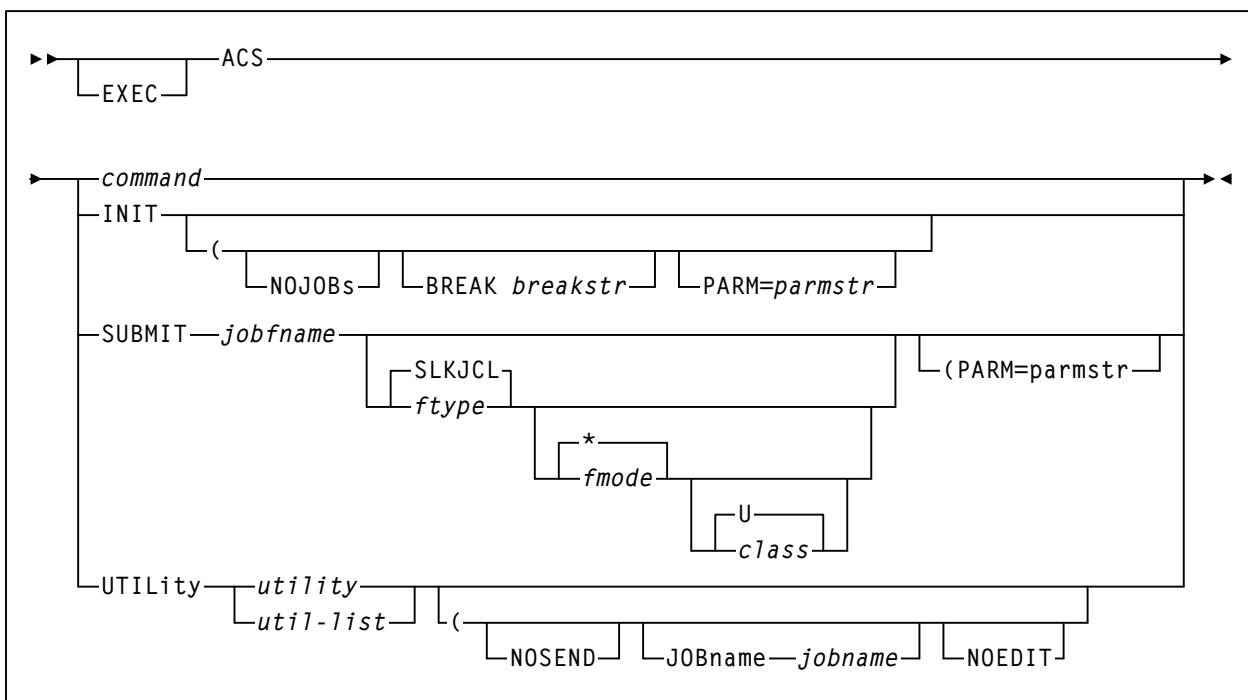 ACS
EXEC
command
INIT
(
NOJOBs BREAK breakstr PARM=parmstr
SUBMIT jobfname
SLKJCL (PARM=parmstr
ftype
*
fmode
U
class
UTILity utility
util-list (
NOSEND JOBname jobname NOEDIT